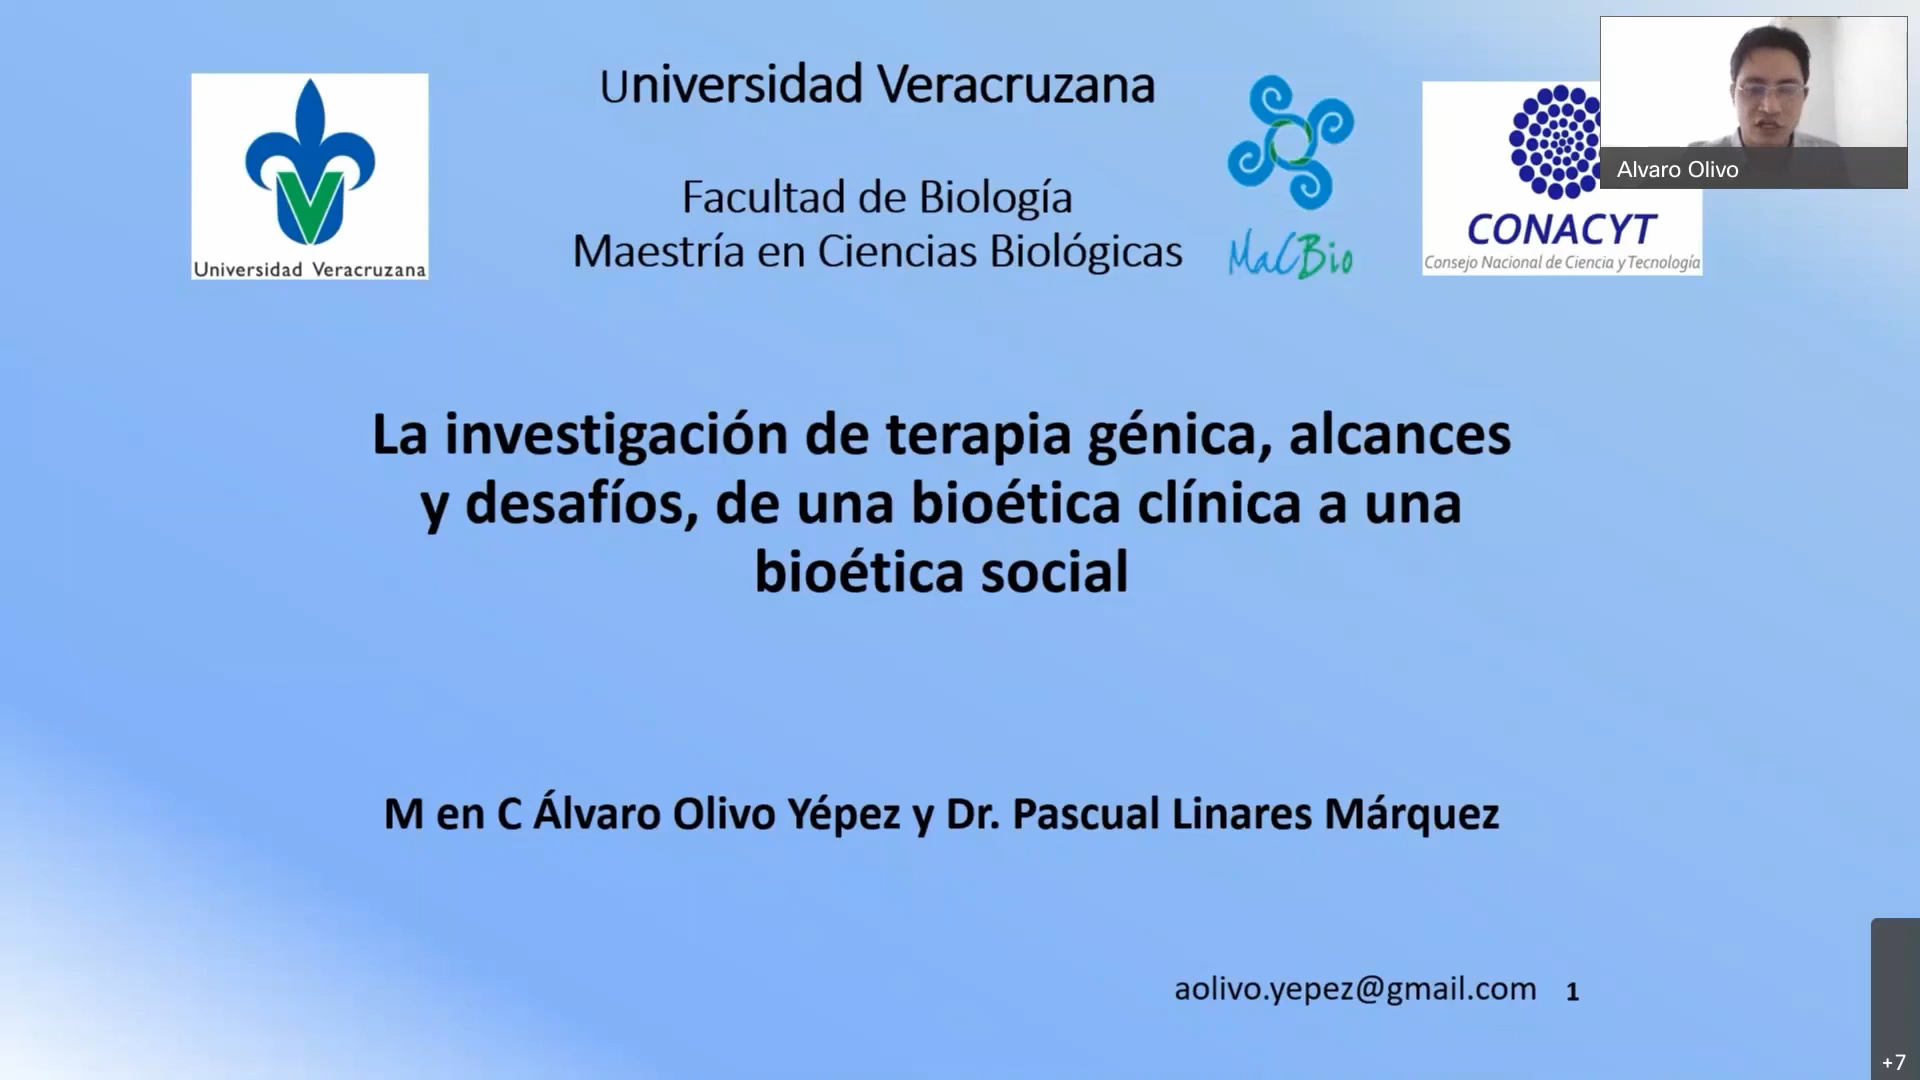 Universidad Veracruzana
Facultad de Biología
Maestría en Ciencias Biológicas
Universidad Veracruzana
MaCBio
CONACYT
Consejo Nacional de Ciencia y Tecnología
Alvaro Olivo
La investigación de terapia génica, alcances
y desafíos, de una bioética clínica a una
bioética social
M en C Álvaro Olivo Yépez y Dr. Pascual Linares Márquez
aolivo.yepez@gmail.com 1
+7